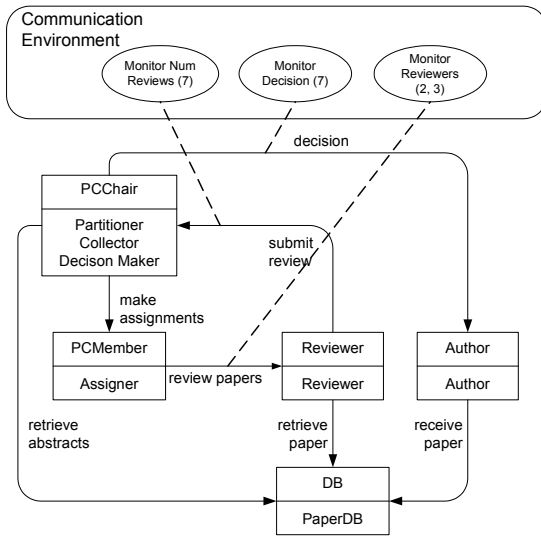 Communication
Environment
Monitor Num
Reviews (7)
Monitor
Decision (7)
Monitor
Reviewers
(2, 3)
decision
PCChair
Partitioner
Collector
Decison Maker
submit
review
make
assignments
PCMember
Assigner
review papers
Reviewer
Reviewer
Author
Author
retrieve
abstracts
retrieve
paper
receive
paper
DB
PaperDB